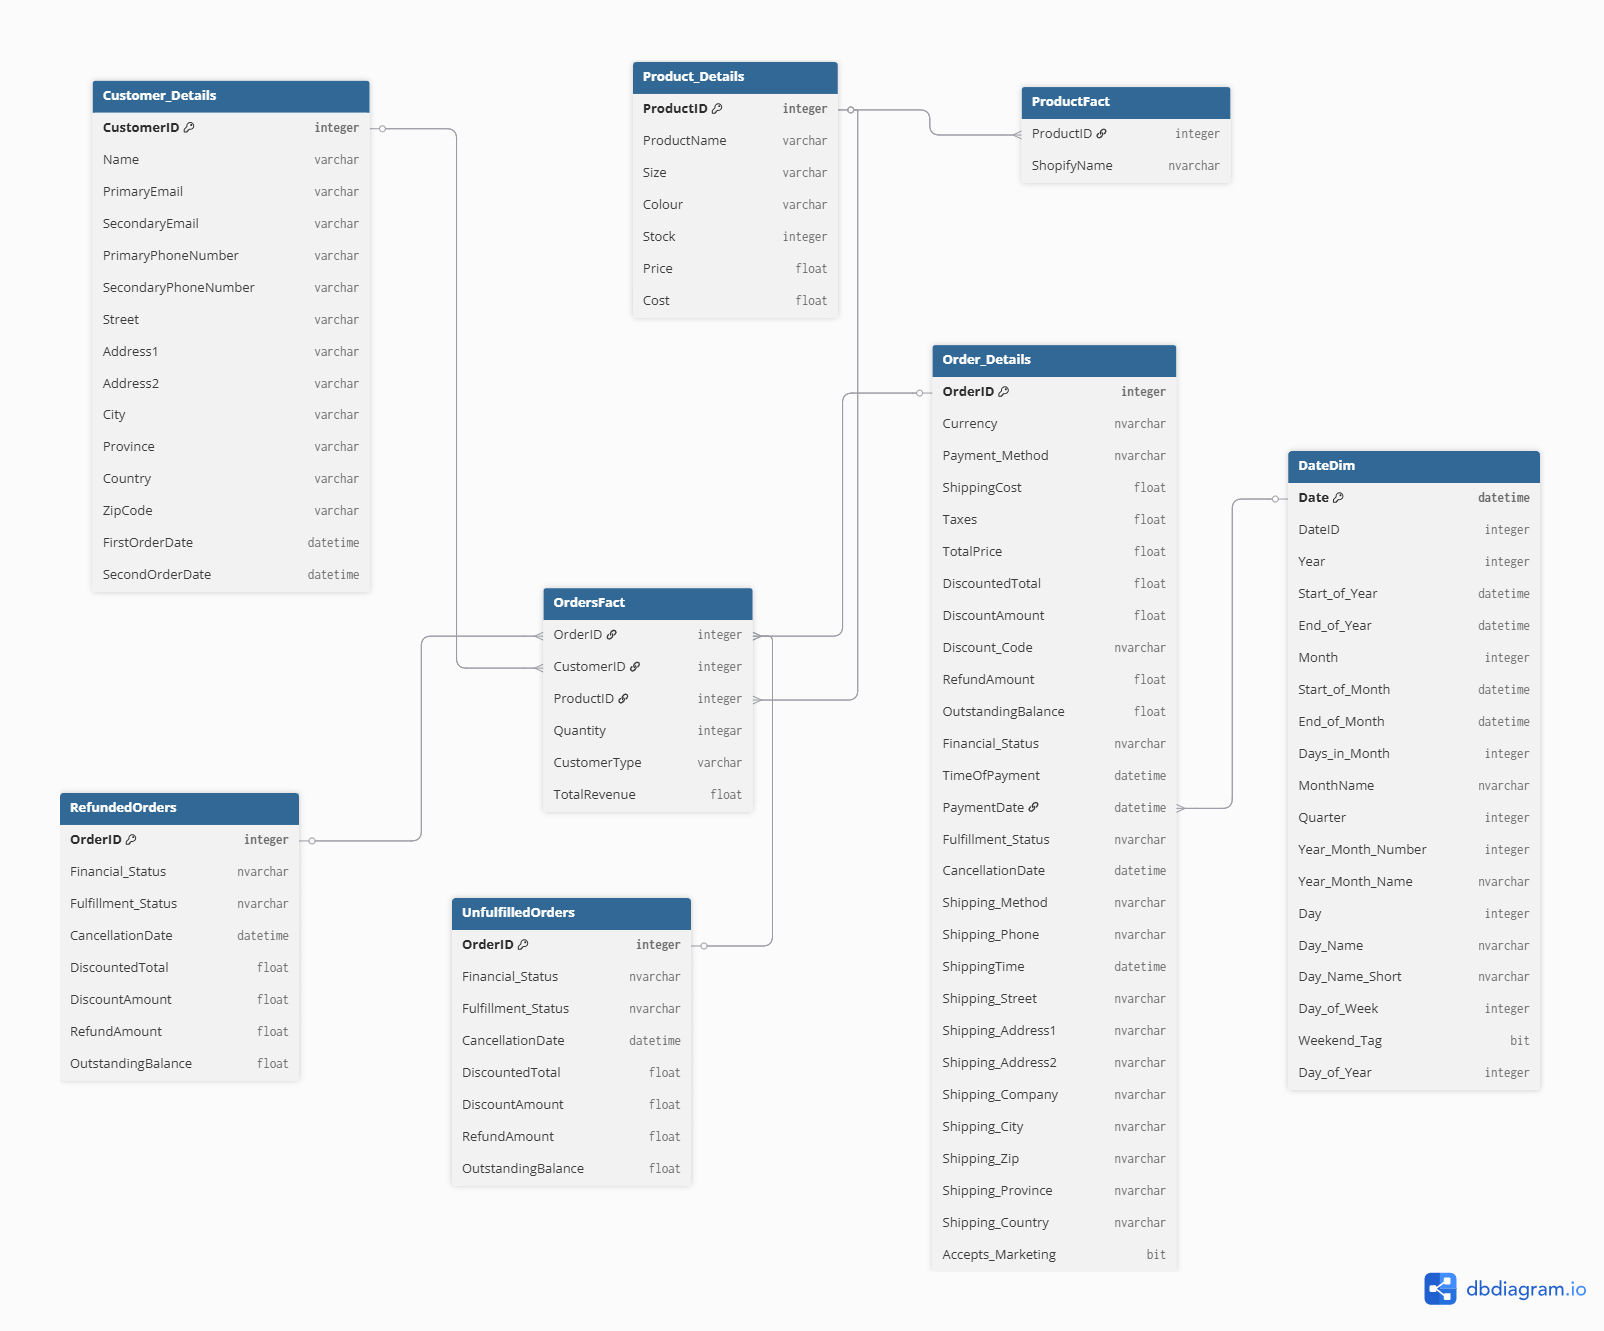 Customer_Details
CustomerID integer
Name varchar
PrimaryEmail varchar
SecondaryEmail varchar
PrimaryPhoneNumber varchar
SecondaryPhoneNumber varchar
Street varchar
Address1 varchar
Address2 varchar
City varchar
Province varchar
Country varchar
ZipCode varchar
FirstOrderDate datetime
SecondOrderDate datetime
Product_Details
ProductID integer
ProductName varchar
Size varchar
Colour varchar
Stock integer
Price float
Cost float
ProductFact
ProductID integer
ShopifyName nvarchar
Order_Details
OrderID integer
Currency nvarchar
Payment_Method nvarchar
ShippingCost float
Taxes float
TotalPrice float
DiscountedTotal float
DiscountAmount float
Discount_Code nvarchar
RefundAmount float
OutstandingBalance float
Financial_Status nvarchar
TimeOfPayment datetime
PaymentDate datetime
Fulfillment_Status nvarchar
CancellationDate datetime
Shipping_Method nvarchar
Shipping_Phone nvarchar
ShippingTime datetime
Shipping_Street nvarchar
Shipping_Address1 nvarchar
Shipping_Address2 nvarchar
Shipping_Company nvarchar
Shipping_City nvarchar
Shipping_Zip nvarchar
Shipping_Province nvarchar
Shipping_Country nvarchar
Accepts_Marketing bit
DateDim
Date datetime
DateID integer
Year integer
Start_of_Year datetime
End_of_Year datetime
Month integer
Start_of_Month datetime
End_of_Month datetime
Days_in_Month integer
MonthName nvarchar
Quarter integer
Year_Month_Number integer
Year_Month_Name nvarchar
Day integer
Day_Name nvarchar
Day_Name_Short nvarchar
Day_of_Week integer
Weekend_Tag bit
Day_of_Year integer
OrdersFact
OrderID integer
CustomerID integer
ProductID integer
Quantity integar
CustomerType varchar
TotalRevenue float
RefundedOrders
OrderID integer
Financial_Status nvarchar
Fulfillment_Status nvarchar
CancellationDate datetime
DiscountedTotal float
DiscountAmount float
RefundAmount float
OutstandingBalance float
UnfulfilledOrders
OrderID integer
Financial_Status nvarchar
Fulfillment_Status nvarchar
CancellationDate datetime
DiscountedTotal float
DiscountAmount float
RefundAmount float
OutstandingBalance float
dbdiagram.io